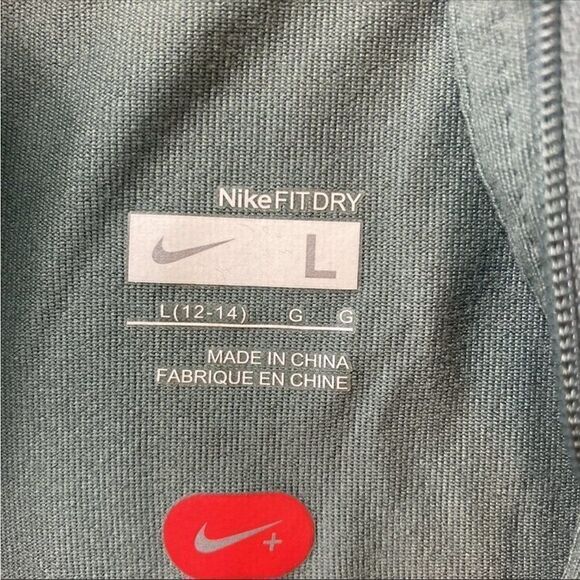 NikeFITDRY
L
L(12-14) G G
MADE IN CHINA
FABRIQUE EN CHINE
+